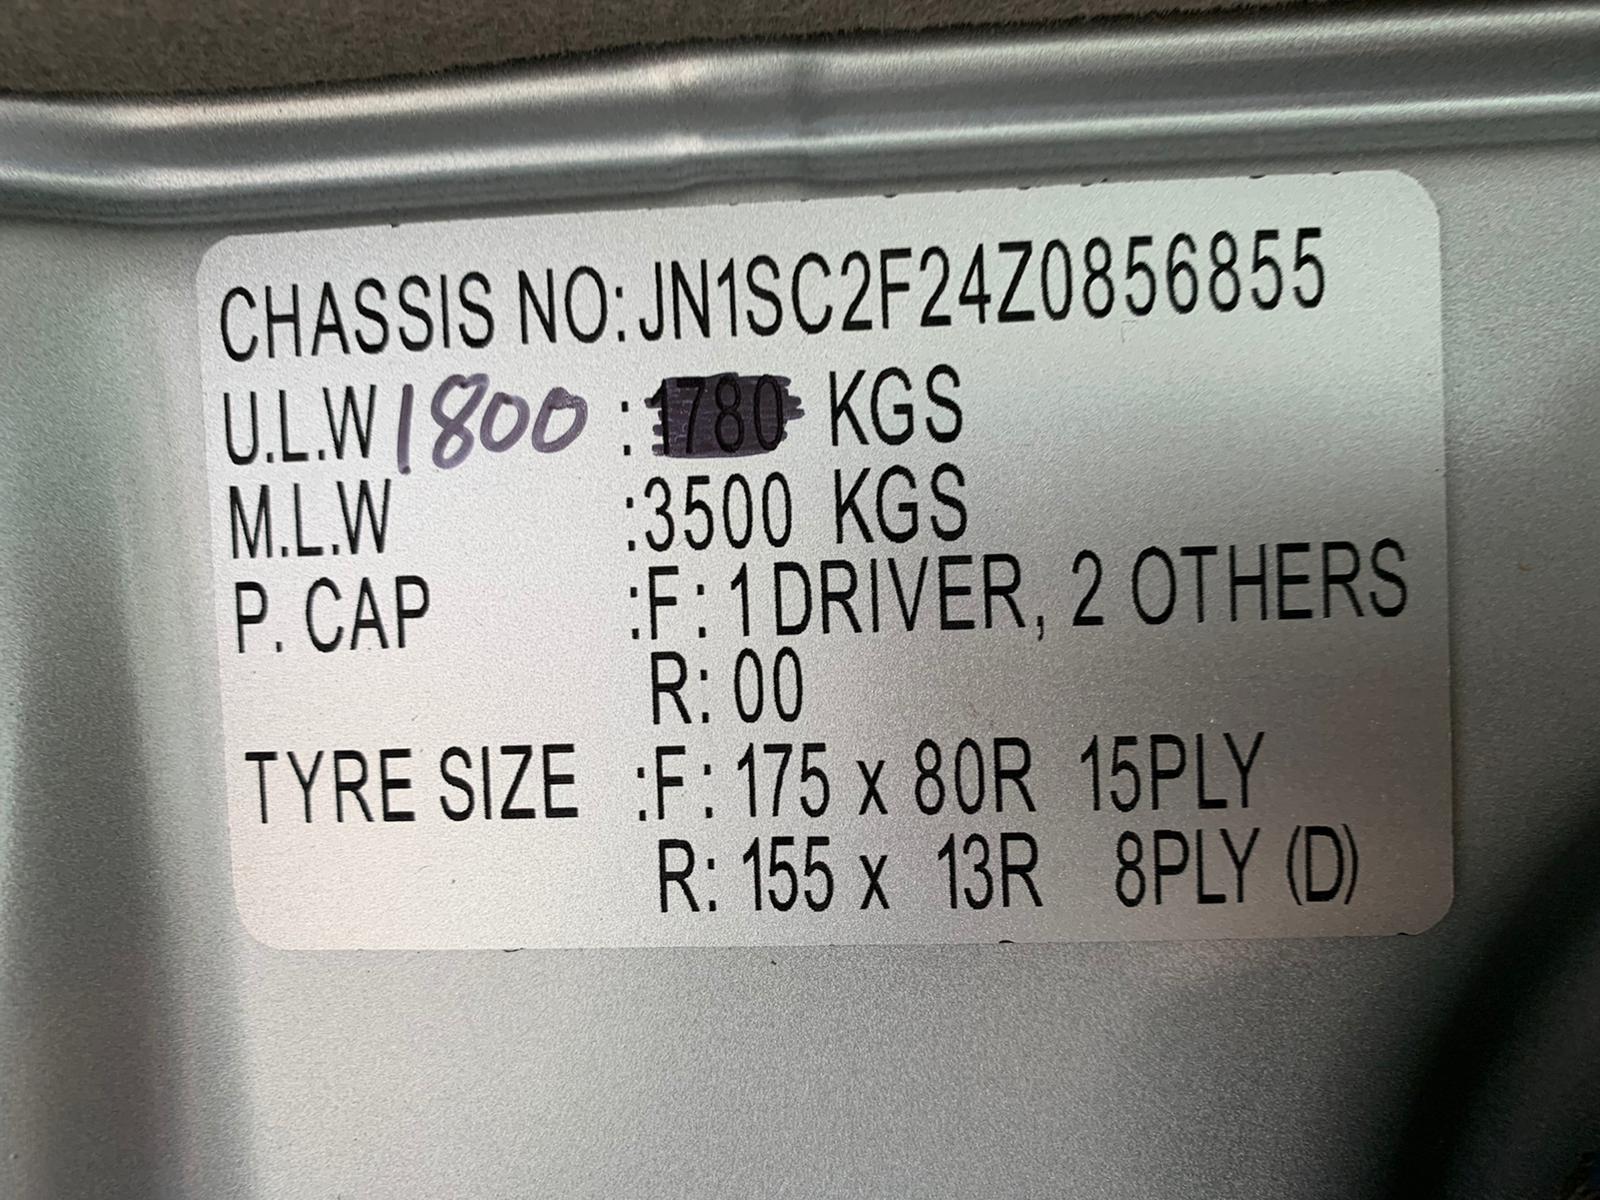 CHASSIS NO:JN1SC2F24Z0856855
U.L.W 1800 :1780 KGS
M.L.W :3500 KGS
P. CAP :F: 1 DRIVER, 2 OTHERS
R: 00
TYRE SIZE :F: 175 x 80R 15PLY
R: 155 x 13R 8PLY (D)